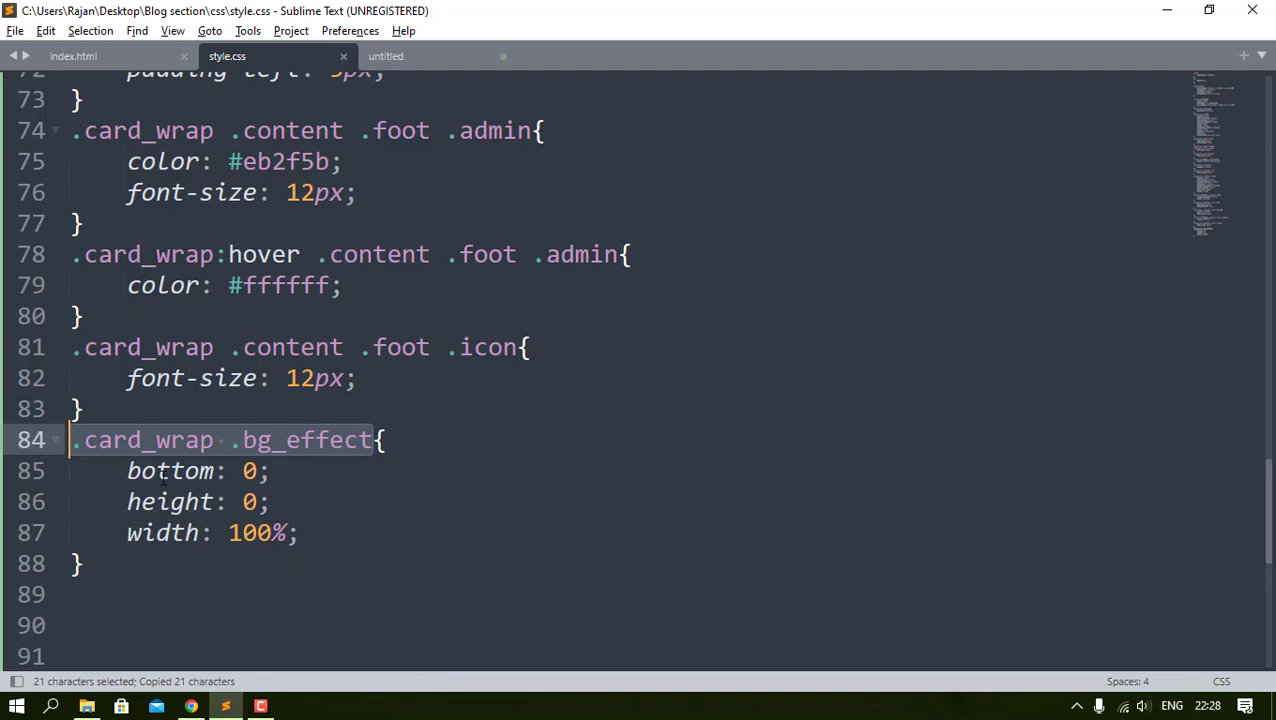 C:\Users\Rajan\Desktop\Blog section\css\style.css - Sublime Text (UNREGISTERED)
File Edit Selection Find View Goto Tools Project Preferences Help
index.html style.css untitled
72 padding-left: 5px;
73 }
74 .card_wrap .content .foot .admin{
75 color: #eb2f5b;
76 font-size: 12px;
77 }
78 .card_wrap:hover .content .foot .admin{
79 color: #ffffff;
80 }
81 .card_wrap .content .foot .icon{
82 font-size: 12px;
83 }
84 .card_wrap .bg_effect{
85 bottom: 0;
86 height: 0;
87 width: 100%;
88 }
89
90
91
21 characters selected; Copied 21 characters Spaces: 4 CSS
ENG 22:28